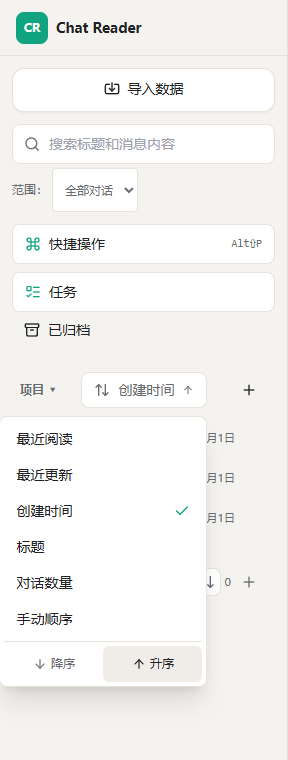 CR Chat Reader
导入数据
搜索标题和消息内容
范围: 全部对话
快捷操作 Alt⇧P
任务
已归档
项目 ▾ 创建时间 ↑ +
最近阅读 月1日
最近更新 月1日
创建时间 ✓ 月1日
标题
对话数量 ↓ 0 +
手动顺序
↓ 降序 ↑ 升序